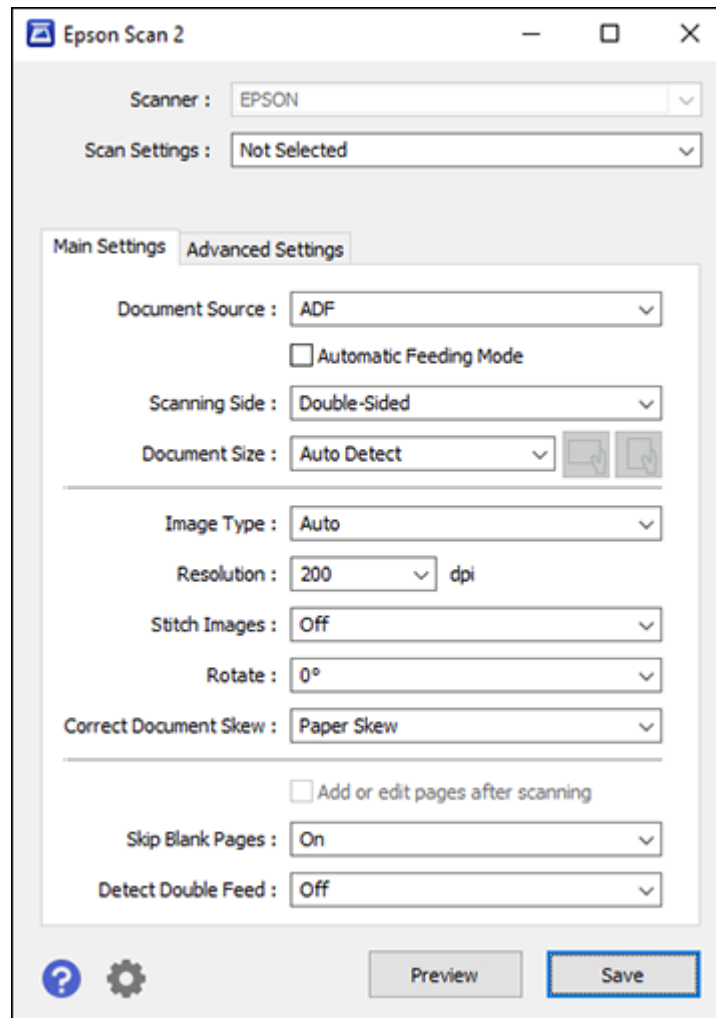 Epson Scan 2
Scanner : EPSON
Scan Settings : Not Selected
Main Settings Advanced Settings
Document Source : ADF
Automatic Feeding Mode
Scanning Side : Double-Sided
Document Size : Auto Detect
Image Type : Auto
Resolution : 200 dpi
Stitch Images : Off
Rotate : 0°
Correct Document Skew : Paper Skew
Add or edit pages after scanning
Skip Blank Pages : On
Detect Double Feed : Off
? Preview Save